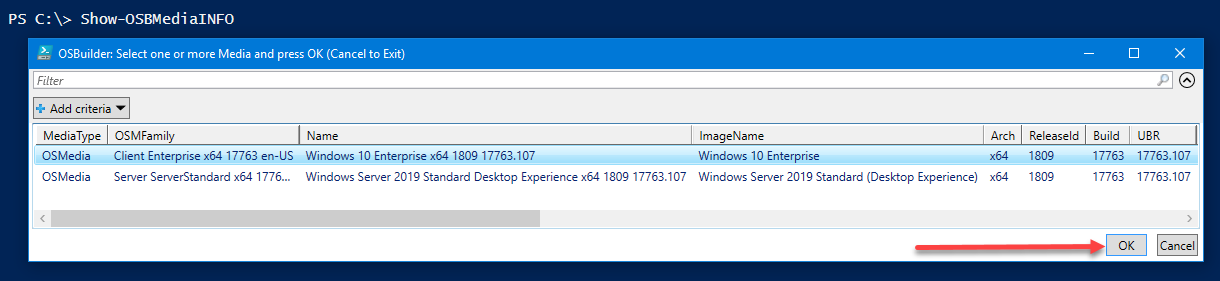 PS C:\> Show-OSBMediaINFO
OSBuilder: Select one or more Media and press OK (Cancel to Exit)
Filter
Add criteria
MediaType OSMFamily Name ImageName Arch ReleaseId Build UBR
OSMedia Client Enterprise x64 17763 en-US Windows 10 Enterprise x64 1809 17763.107 Windows 10 Enterprise x64 1809 17763 17763.107
OSMedia Server ServerStandard x64 1776... Windows Server 2019 Standard Desktop Experience x64 1809 17763.107 Windows Server 2019 Standard (Desktop Experience) x64 1809 17763 17763.107
OK Cancel